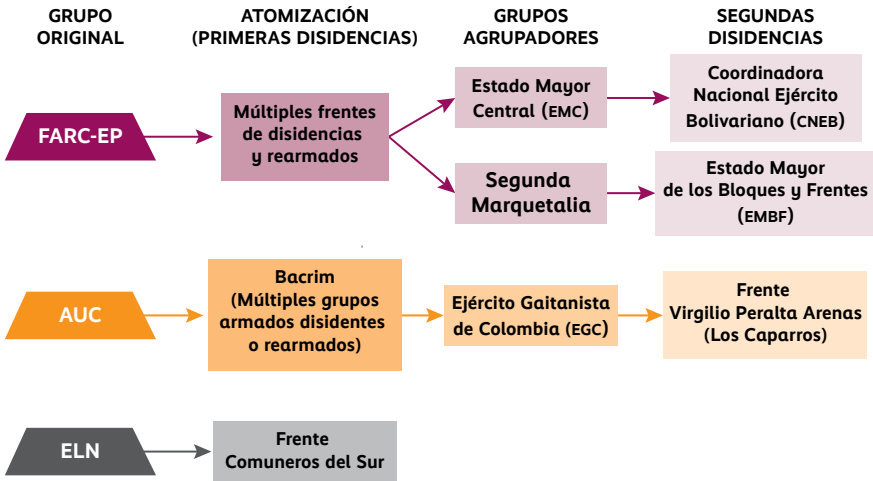 GRUPO
ORIGINAL
ATOMIZACIÓN
(PRIMERAS DISIDENCIAS)
GRUPOS
AGRUPADORES
SEGUNDAS
DISIDENCIAS
FARC-EP
Múltiples frentes
de disidencias
y rearmados
Estado Mayor
Central (EMC)
Coordinadora
Nacional Ejército
Bolivariano (CNEB)
Segunda
Marquetalia
Estado Mayor
de los Bloques y Frentes
(EMBF)
AUC
Bacrim
(Múltiples grupos
armados disidentes
o rearmados)
Ejército Gaitanista
de Colombia (EGC)
Frente
Virgilio Peralta Arenas
(Los Caparros)
ELN
Frente
Comuneros del Sur